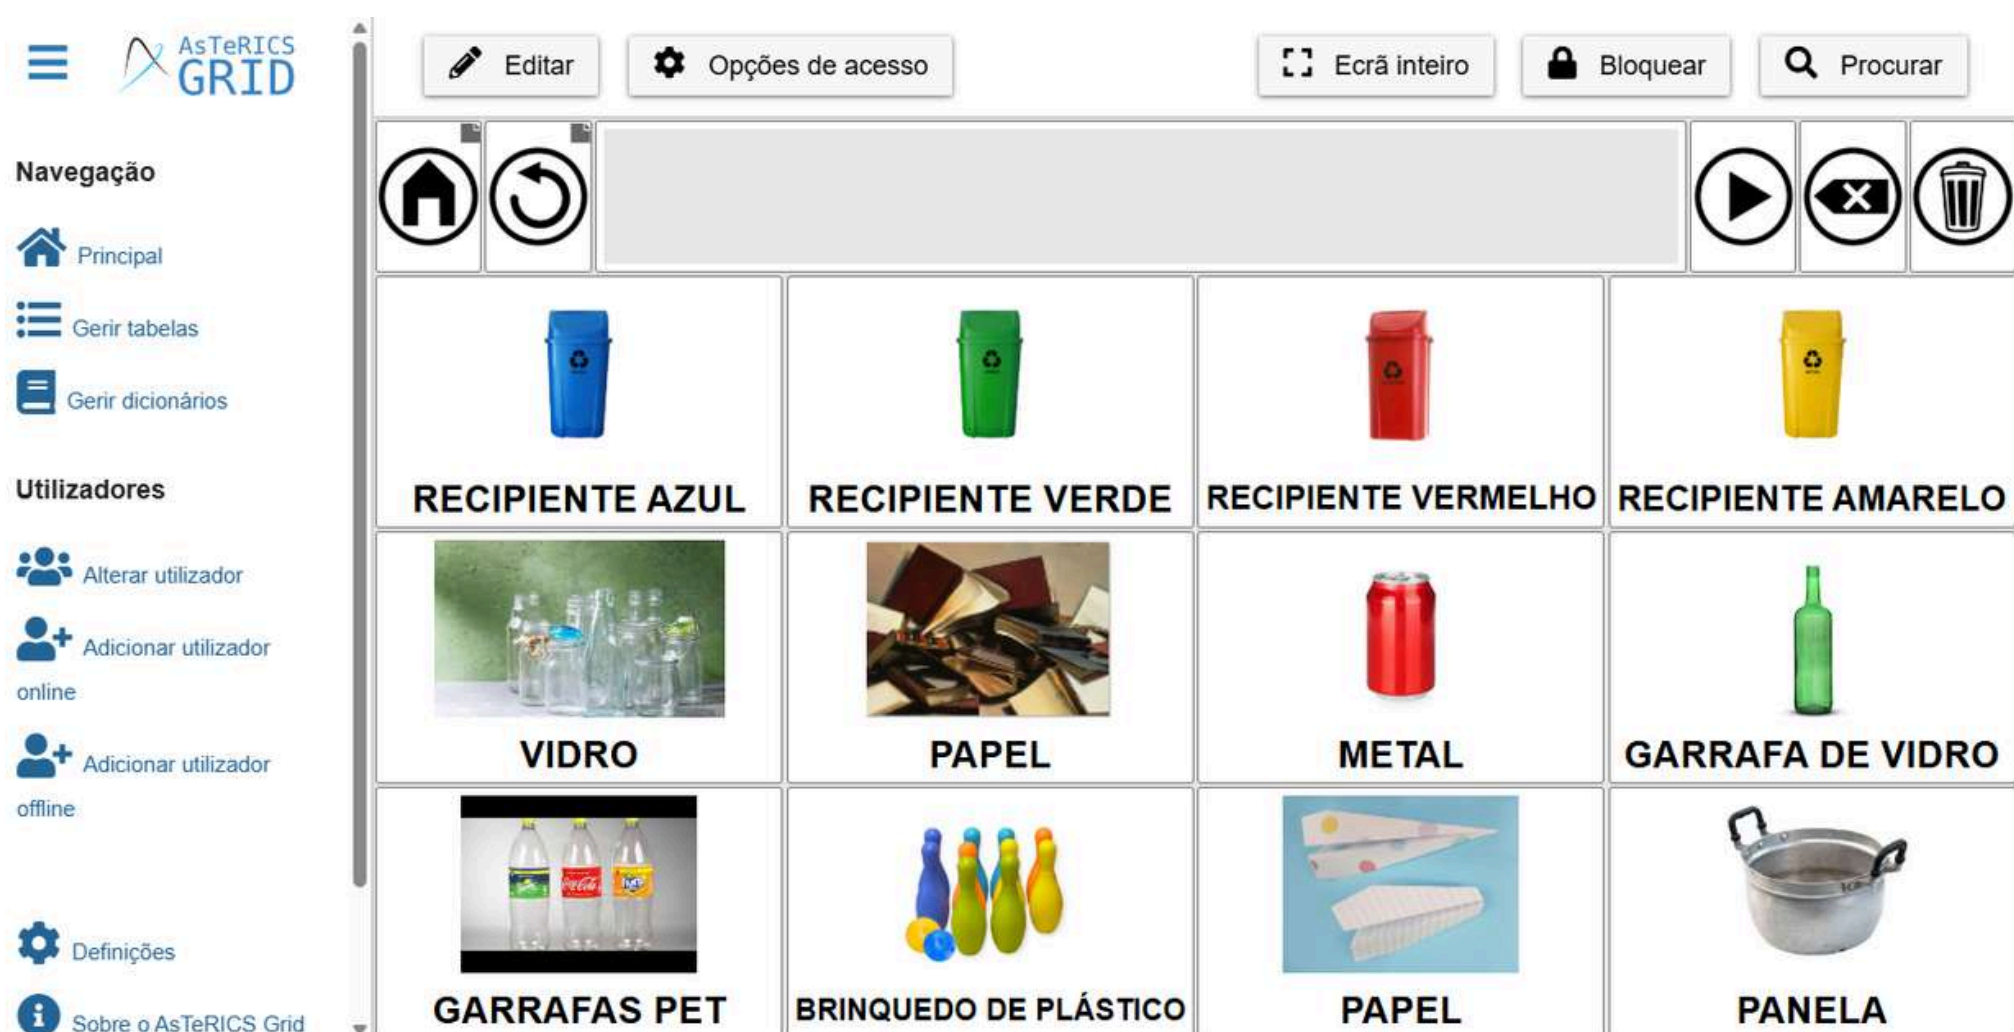 AsTeRICS
GRID
Editar
Opções de acesso
Ecrã inteiro
Bloquear
Procurar
Navegação
Principal
Gerir tabelas
Gerir dicionários
Utilizadores
Alterar utilizador
Adicionar utilizador
online
Adicionar utilizador
offline
Definições
Sobre o AsTeRICS Grid
RECIPIENTE AZUL
RECIPIENTE VERDE
RECIPIENTE VERMELHO
RECIPIENTE AMARELO
VIDRO
PAPEL
METAL
GARRAFA DE VIDRO
Coca-Cola
GARRAFAS PET
BRINQUEDO DE PLÁSTICO
PAPEL
PANELA